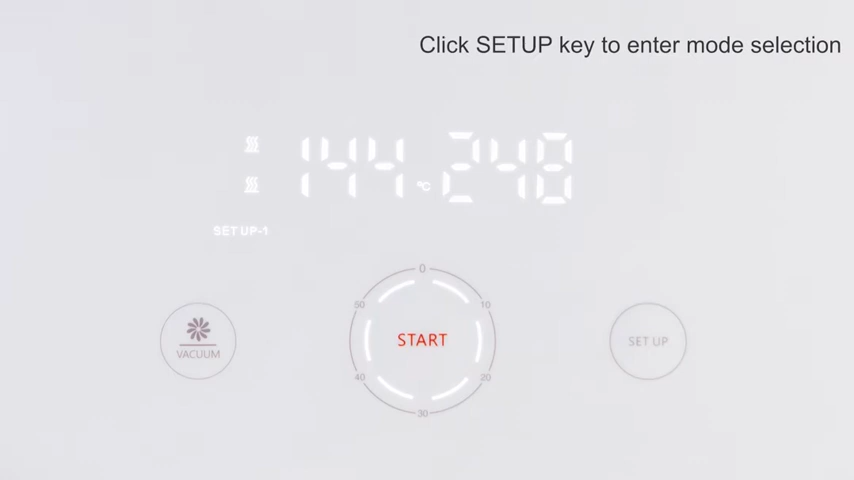 Click SETUP key to enter mode selection
144 °C 248
SET UP-1
0
50
10
START
VACUUM
SET UP
40
20
30